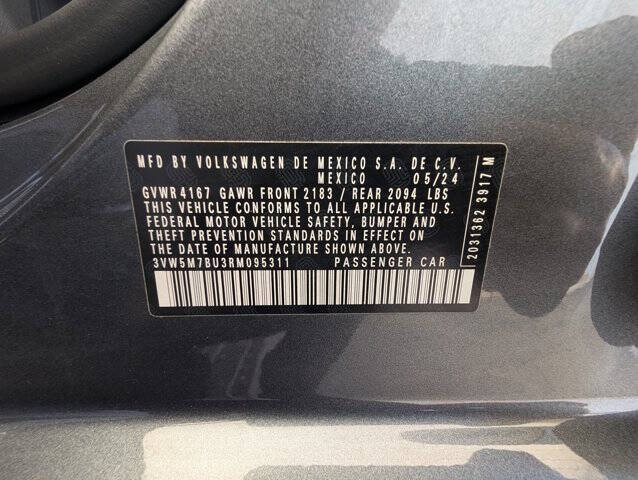 MFD BY VOLKSWAGEN DE MEXICO S.A. DE C.V.
MEXICO 05/24
GVWR 4167 GAWR FRONT 2183 / REAR 2094 LBS
THIS VEHICLE CONFORMS TO ALL APPLICABLE U.S.
FEDERAL MOTOR VEHICLE SAFETY, BUMPER AND
THEFT PREVENTION STANDARDS IN EFFECT ON
THE DATE OF MANUFACTURE SHOWN ABOVE.
3VW5M7BU3RM095311 PASSENGER CAR
2031362 3917 M